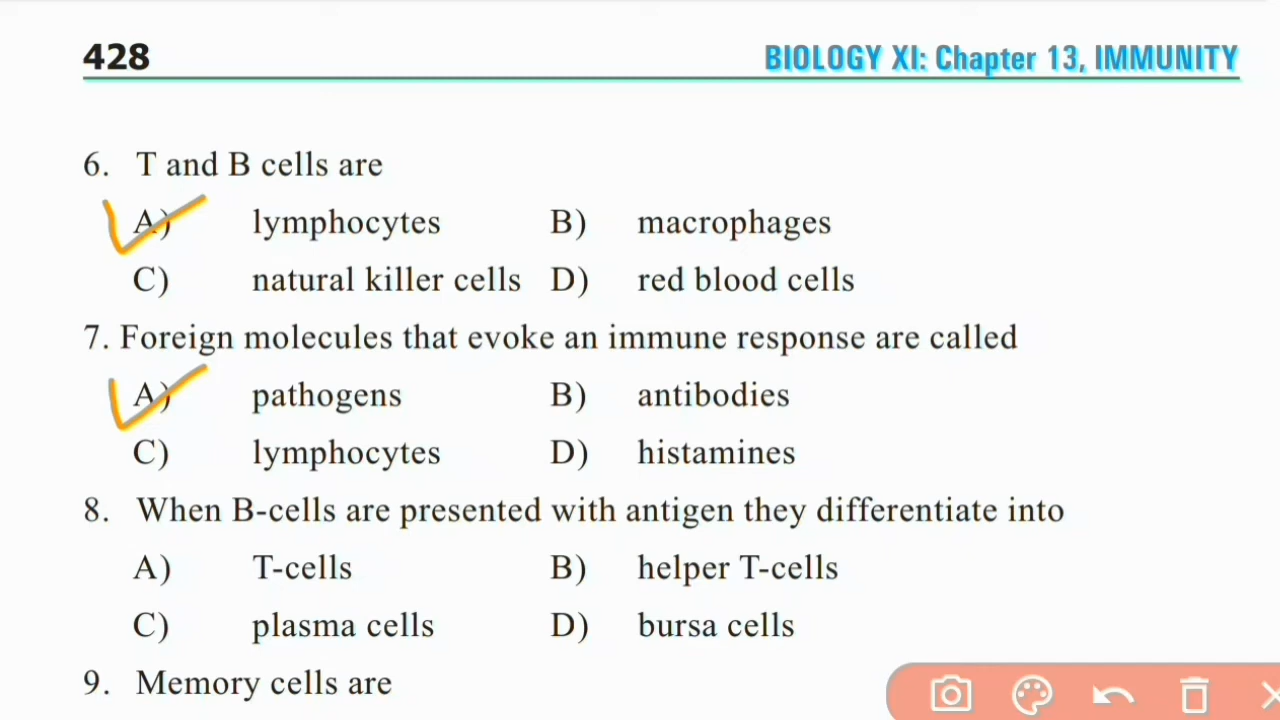 428 BIOLOGY XI: Chapter 13, IMMUNITY
6. T and B cells are
A) lymphocytes B) macrophages
C) natural killer cells D) red blood cells
7. Foreign molecules that evoke an immune response are called
A) pathogens B) antibodies
C) lymphocytes D) histamines
8. When B-cells are presented with antigen they differentiate into
A) T-cells B) helper T-cells
C) plasma cells D) bursa cells
9. Memory cells are